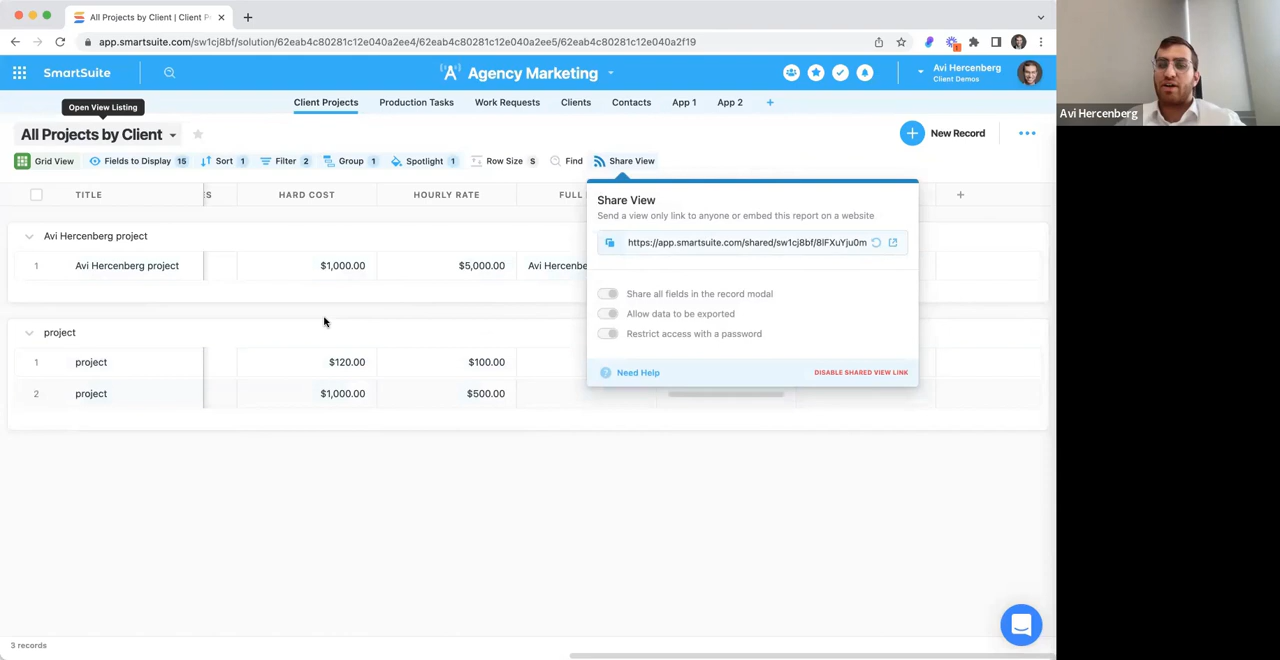 All Projects by Client | Client P
app.smartsuite.com/sw1cj8bf/solution/62eab4c80281c12e040a2ee4/62eab4c80281c12e040a2ee5/62eab4c80281c12e040a2f19
SmartSuite
Agency Marketing
Avi Hercenberg
Client Demos
Avi Hercenberg
Open View Listing
Client Projects Production Tasks Work Requests Clients Contacts App 1 App 2 +
All Projects by Client
New Record
Grid View Fields to Display 15 Sort 1 Filter 2 Group 1 Spotlight 1 Row Size S Find Share View
TITLE S HARD COST HOURLY RATE FULL +
Share View
Send a view only link to anyone or embed this report on a website
https://app.smartsuite.com/shared/sw1cj8bf/8lFXuYju0m
Share all fields in the record modal
Allow data to be exported
Restrict access with a password
Need Help DISABLE SHARED VIEW LINK
Avi Hercenberg project
1 Avi Hercenberg project $1,000.00 $5,000.00 Avi Hercenbe
project
1 project $120.00 $100.00
2 project $1,000.00 $500.00
3 records